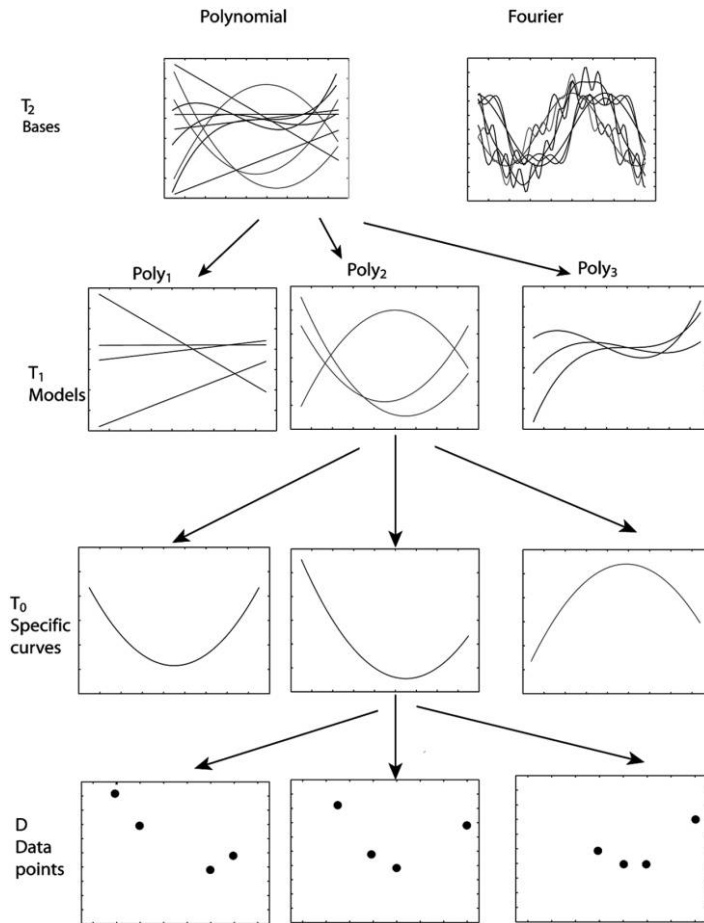 Polynomial
Fourier
T₂
Bases
Poly₁
Poly₂
Poly₃
T₁
Models
T₀
Specific
curves
D
Data
points